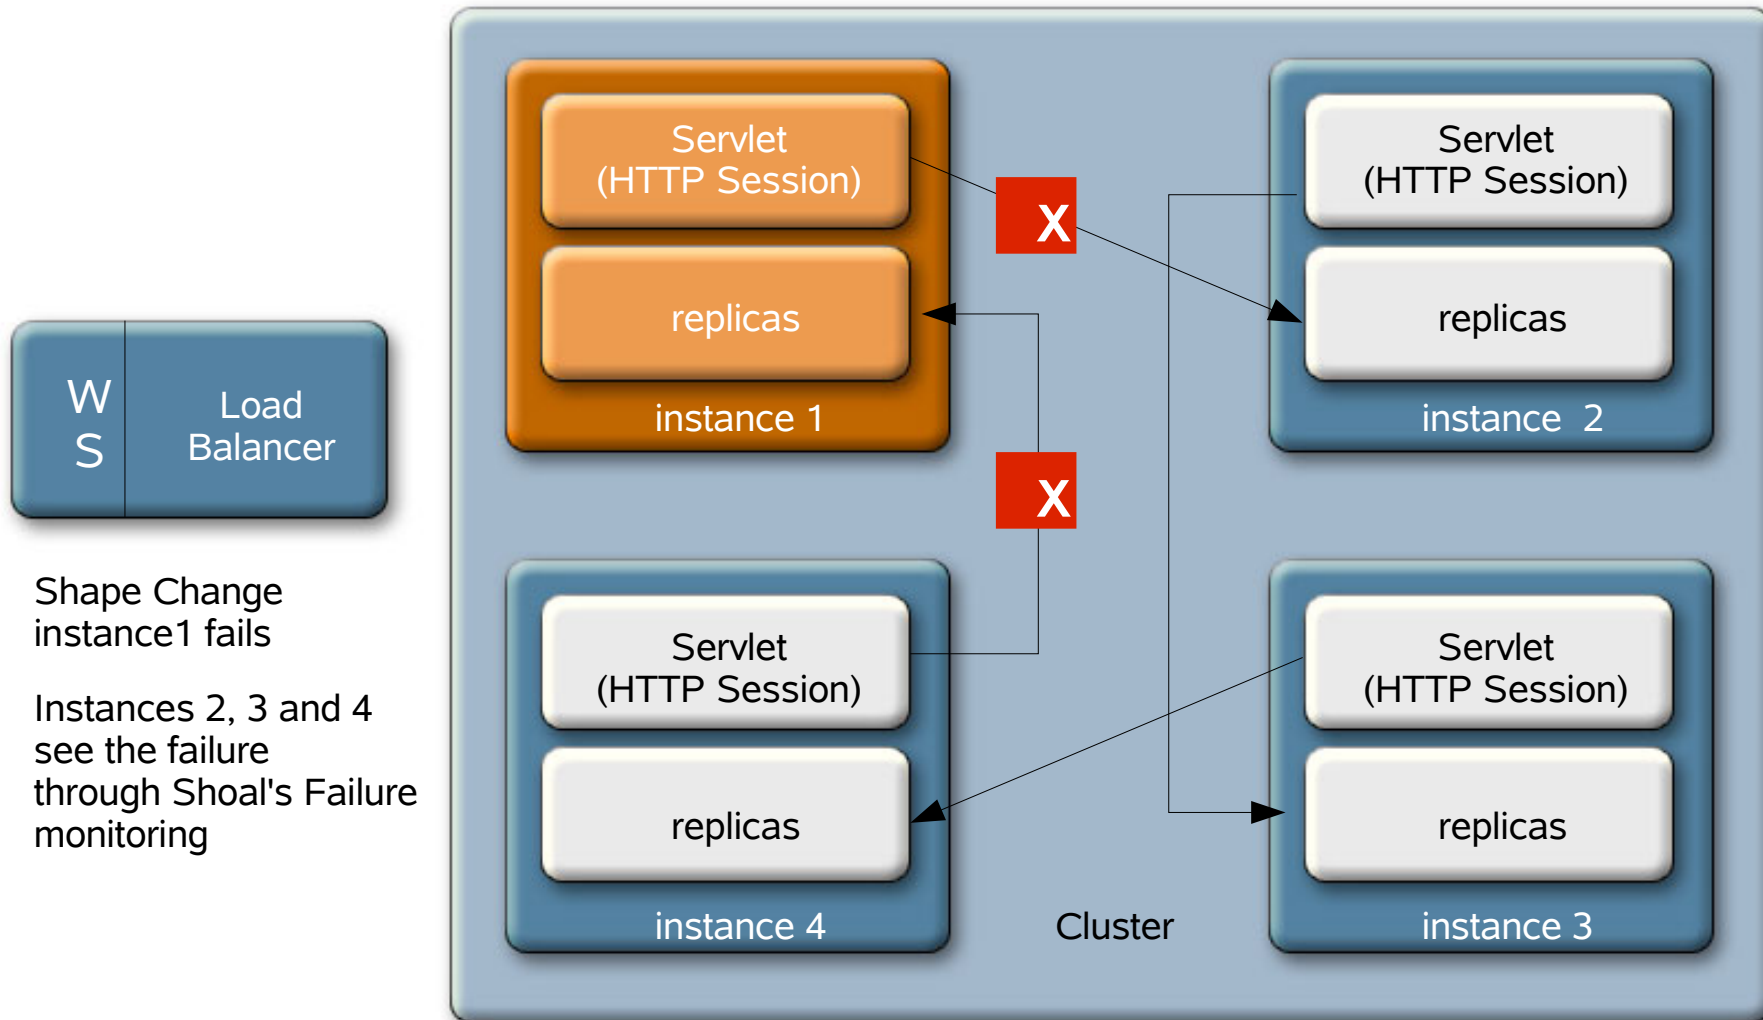 Servlet
(HTTP Session)
replicas
instance 1
X
Servlet
(HTTP Session)
replicas
instance  2
W
S
Load
Balancer
X
Shape Change
instance1 fails
Instances 2, 3 and 4
see the failure
through Shoal's Failure
monitoring
Servlet
(HTTP Session)
replicas
instance 4
Cluster
Servlet
(HTTP Session)
replicas
instance 3